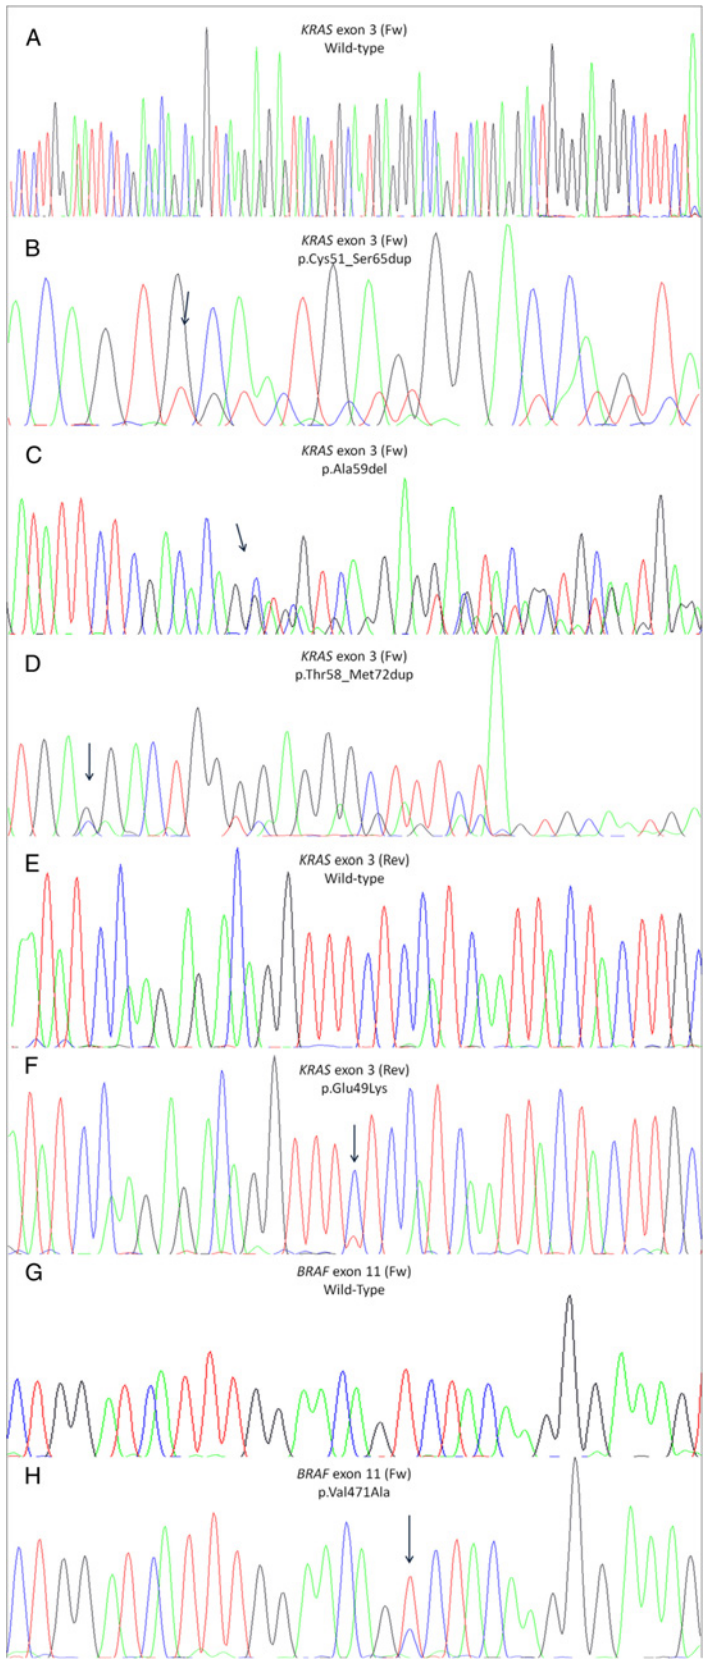 A
KRAS exon 3 (Fw)
Wild-type
B
KRAS exon 3 (Fw)
p.Cys51_Ser65dup
C
KRAS exon 3 (Fw)
p.Ala59del
D
KRAS exon 3 (Fw)
p.Thr58_Met72dup
E
KRAS exon 3 (Rev)
Wild-type
F
KRAS exon 3 (Rev)
p.Glu49Lys
G
BRAF exon 11 (Fw)
Wild-Type
H
BRAF exon 11 (Fw)
p.Val471Ala